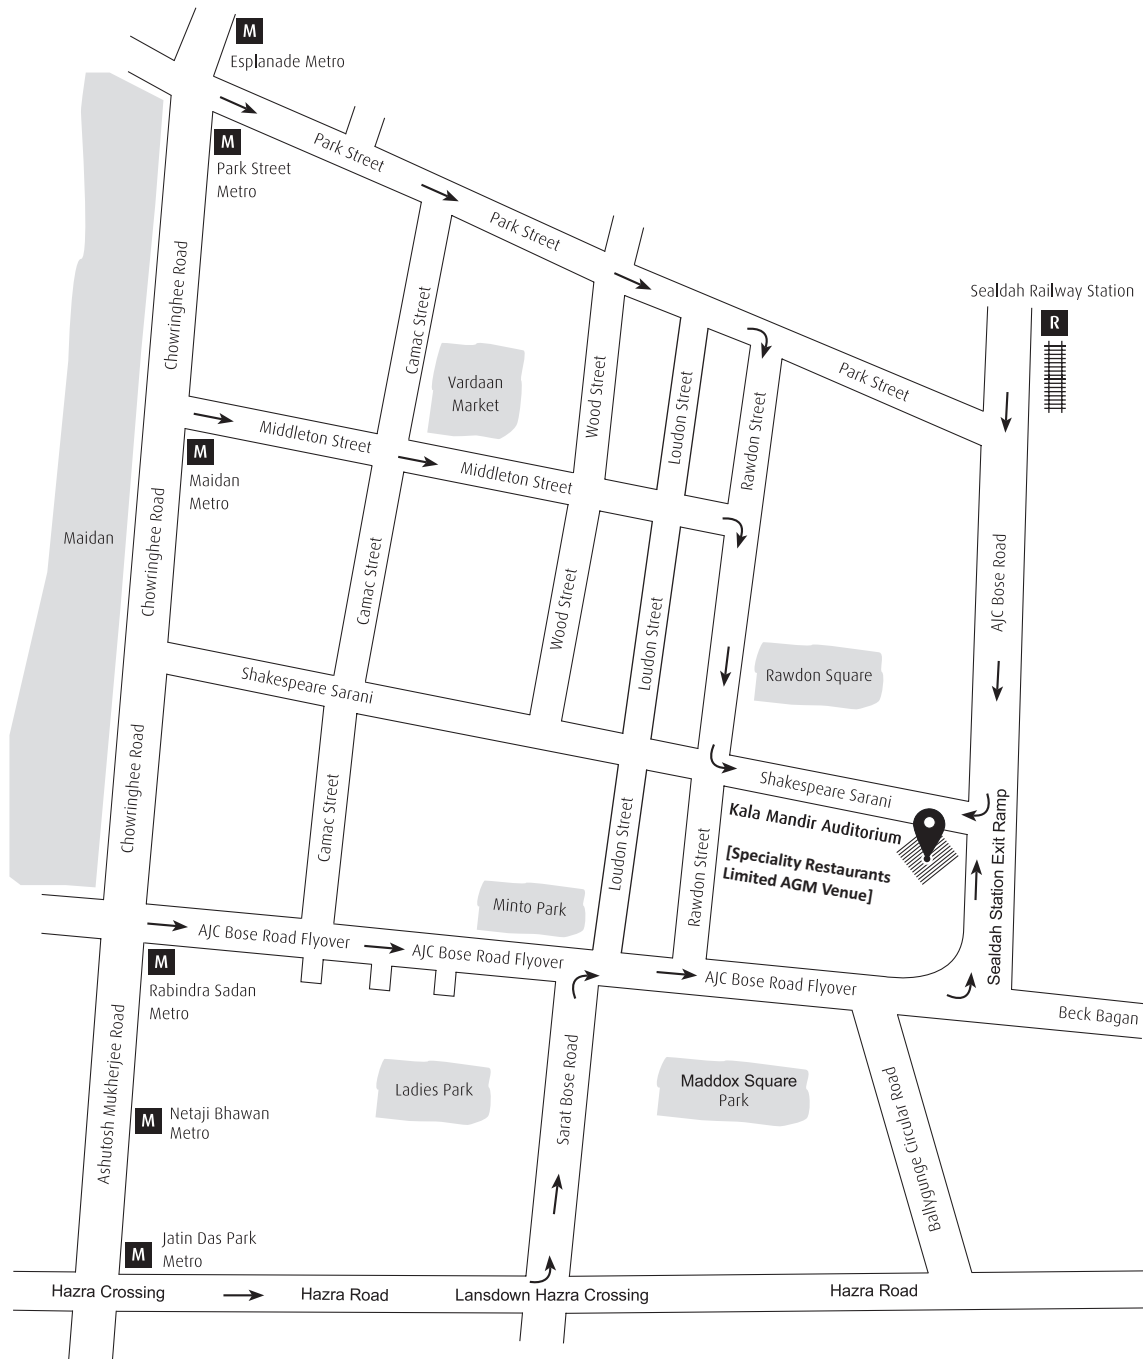 M
Esplanade Metro
M
Park Street
Metro
Park Street
Park Street
Park Street
Sealdah Railway Station
R
Chowringhee Road
Camac Street
Vardaan
Market
Wood Street
Loudon Street
Rawdon Street
Middleton Street
Middleton Street
M
Maidan
Metro
Maidan
Chowringhee Road
Camac Street
Wood Street
Loudon Street
AJC Bose Road
Rawdon Square
Shakespeare Sarani
Shakespeare Sarani
Chowringhee Road
Camac Street
Loudon Street
Rawdon Street
Kala Mandir Auditorium
[Speciality Restaurants
Limited AGM Venue]
Sealdah Station Exit Ramp
Minto Park
AJC Bose Road Flyover
AJC Bose Road Flyover
AJC Bose Road Flyover
M
Rabindra Sadan
Metro
Beck Bagan
Ashutosh Mukherjee Road
Sarat Bose Road
Ladies Park
Maddox Square
Park
Ballygunge Circular Road
M
Netaji Bhawan
Metro
M
Jatin Das Park
Metro
Hazra Crossing
Hazra Road
Lansdown Hazra Crossing
Hazra Road